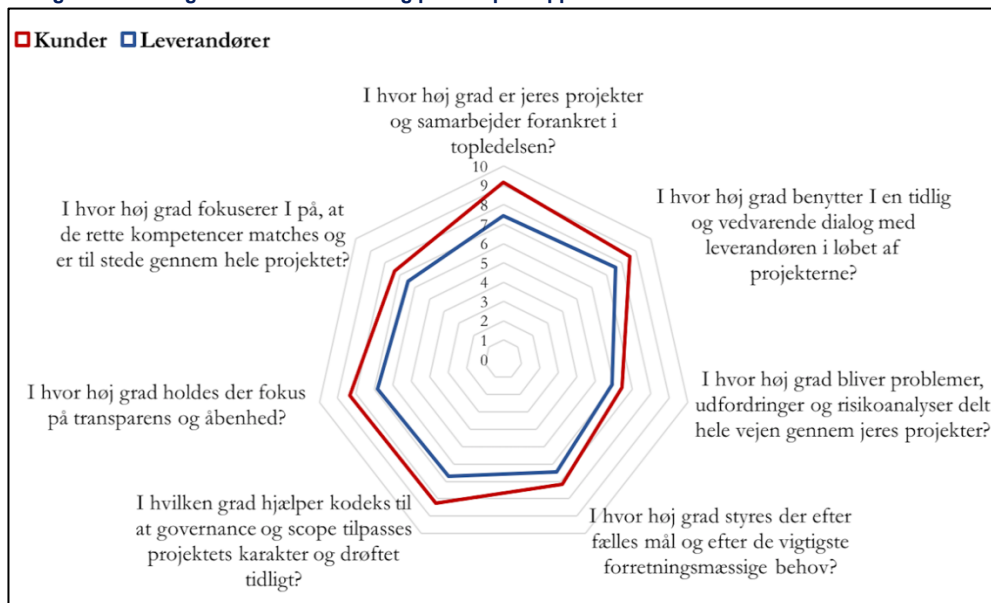 Kunder Leverandører
I hvor høj grad er jeres projekter
og samarbejder forankret i
topledelsen?
I hvor høj grad benytter I en tidlig
og vedvarende dialog med
leverandøren i løbet af
projekterne?
I hvor høj grad bliver problemer,
udfordringer og risikoanalyser delt
hele vejen gennem jeres projekter?
I hvor høj grad styres der efter
fælles mål og efter de vigtigste
forretningsmæssige behov?
I hvilken grad hjælper kodeks til
at governance og scope tilpasses
projektets karakter og drøftet
tidligt?
I hvor høj grad holdes der fokus
på transparens og åbenhed?
I hvor høj grad fokuserer I på, at
de rette kompetencer matches og
er til stede gennem hele projektet?
10
9
8
7
6
5
4
3
2
1
0